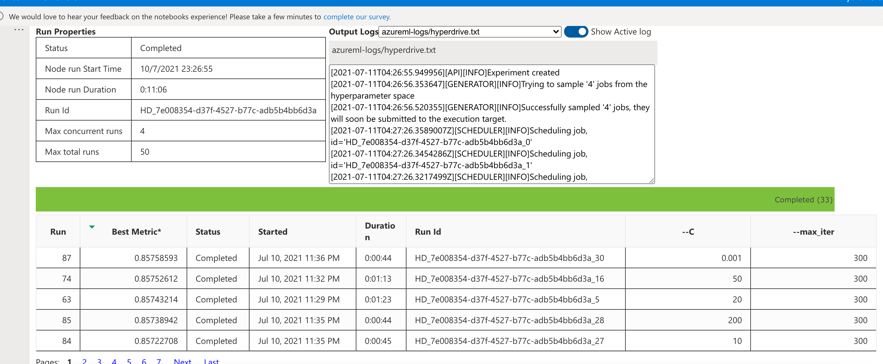 We would love to hear your feedback on the notebooks experience! Please take a few minutes to complete our survey.
...
Run Properties
Status Completed
Node run Start Time 10/7/2021 23:26:55
Node run Duration 0:11:06
Run Id HD_7e008354-d37f-4527-b77c-adb5b4bb6d3a
Max concurrent runs 4
Max total runs 50
Output Logs azureml-logs/hyperdrive.txt Show Active log
azureml-logs/hyperdrive.txt
[2021-07-11T04:26:55.949956][API][INFO]Experiment created
[2021-07-11T04:26:56.353647][GENERATOR][INFO]Trying to sample '4' jobs from the
hyperparameter space
[2021-07-11T04:26:56.520355][GENERATOR][INFO]Successfully sampled '4' jobs, they
will soon be submitted to the execution target.
[2021-07-11T04:27:26.3589007Z][SCHEDULER][INFO]Scheduling job,
id='HD_7e008354-d37f-4527-b77c-adb5b4bb6d3a_0'
[2021-07-11T04:27:26.3454286Z][SCHEDULER][INFO]Scheduling job,
id='HD_7e008354-d37f-4527-b77c-adb5b4bb6d3a_1'
[2021-07-11T04:27:26.3217499Z][SCHEDULER][INFO]Scheduling job,
Completed (33)
Run Best Metric* Status Started Duratio
n Run Id --C --max_iter
87 0.85758593 Completed Jul 10, 2021 11:36 PM 0:00:44 HD_7e008354-d37f-4527-b77c-adb5b4bb6d3a_30 0.001 300
74 0.85752612 Completed Jul 10, 2021 11:32 PM 0:01:13 HD_7e008354-d37f-4527-b77c-adb5b4bb6d3a_16 50 300
63 0.85743214 Completed Jul 10, 2021 11:29 PM 0:01:23 HD_7e008354-d37f-4527-b77c-adb5b4bb6d3a_5 20 300
85 0.85738942 Completed Jul 10, 2021 11:35 PM 0:00:44 HD_7e008354-d37f-4527-b77c-adb5b4bb6d3a_28 200 300
84 0.85722708 Completed Jul 10, 2021 11:35 PM 0:00:45 HD_7e008354-d37f-4527-b77c-adb5b4bb6d3a_27 10 300
Pages: 1 2 3 4 5 6 7 Next Last